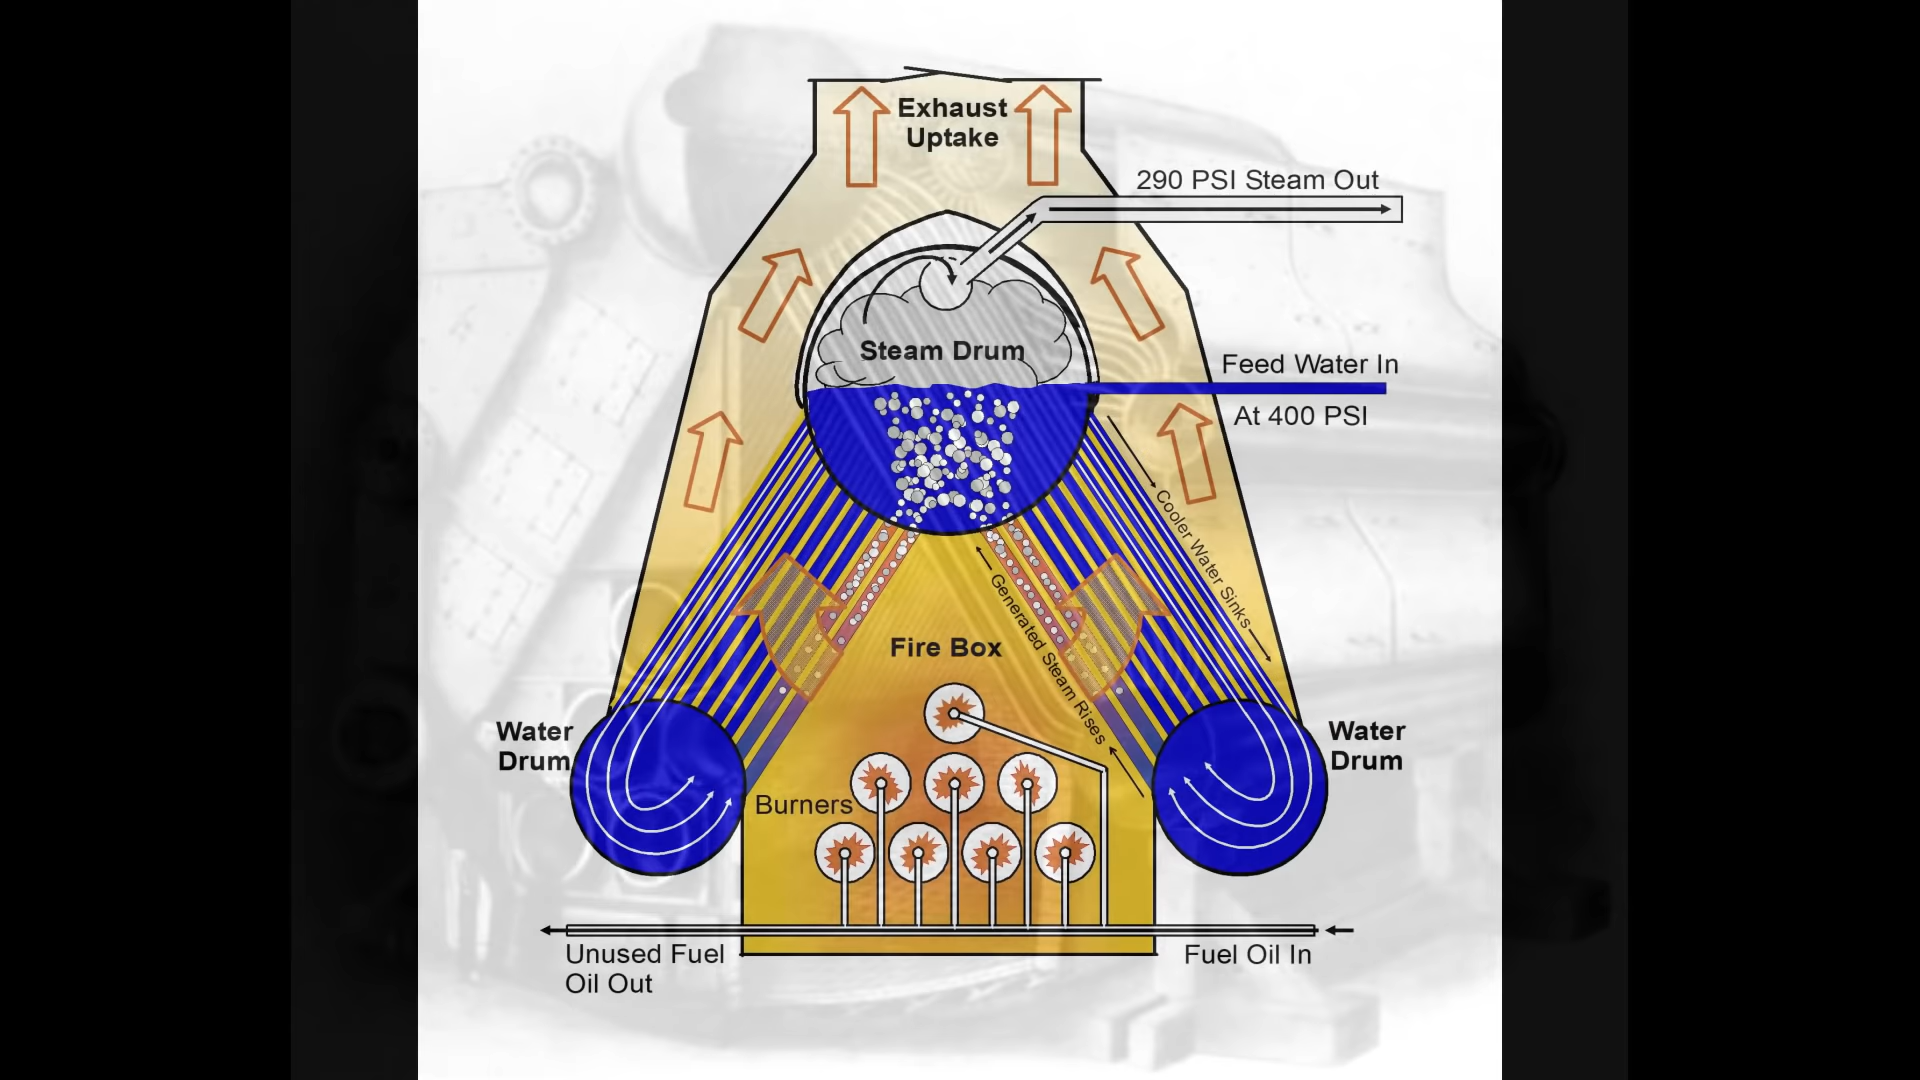 Exhaust
Uptake
290 PSI Steam Out
Steam Drum
Feed Water In
At 400 PSI
Cooler Water Sinks
Generated Steam Rises
Fire Box
Water
Drum
Water
Drum
Burners
Unused Fuel
Oil Out
Fuel Oil In